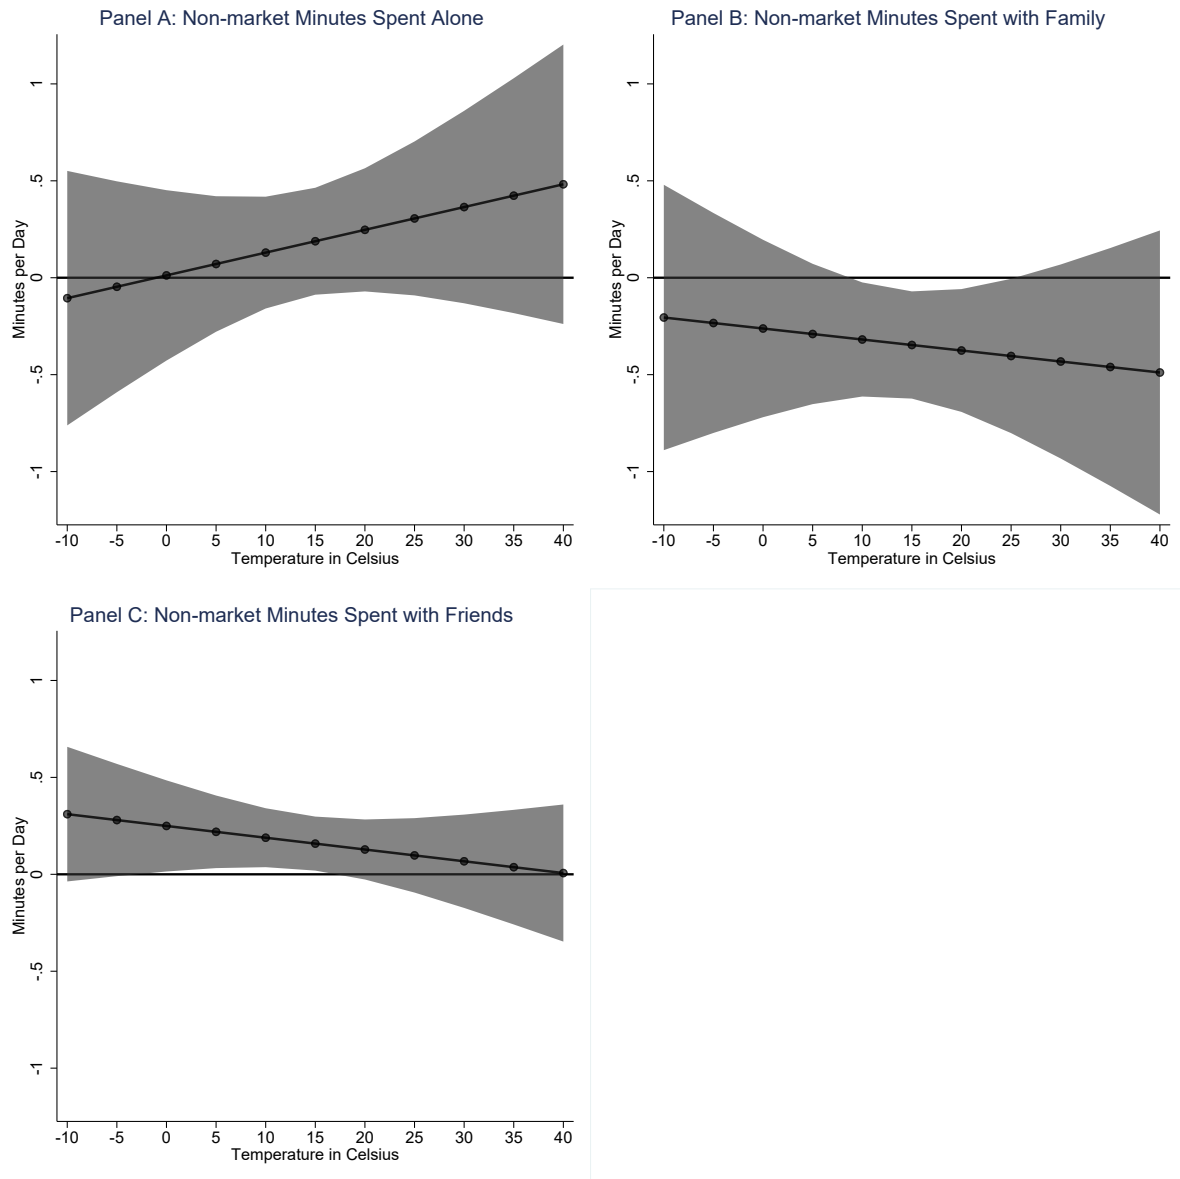 Panel A: Non-market Minutes Spent Alone
Minutes per Day
1
.5
0
-.5
-1
-10 -5 0 5 10 15 20 25 30 35 40
Temperature in Celsius
Panel B: Non-market Minutes Spent with Family
Minutes per Day
1
.5
0
-.5
-1
-10 -5 0 5 10 15 20 25 30 35 40
Temperature in Celsius
Panel C: Non-market Minutes Spent with Friends
Minutes per Day
1
.5
0
-.5
-1
-10 -5 0 5 10 15 20 25 30 35 40
Temperature in Celsius